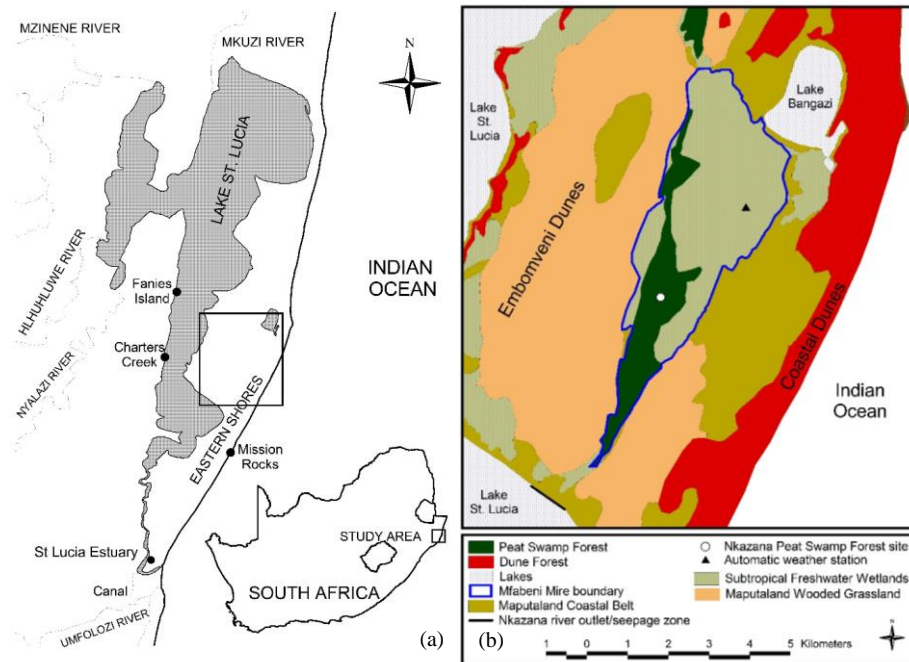 MZINENE RIVER
MKUZI RIVER
N
LAKE ST. LUCIA
HLHUHLUWE RIVER
Fanies
Island
INDIAN
OCEAN
NYALAZI RIVER
Charters
Creek
EASTERN SHORES
Mission
Rocks
St Lucia Estuary
Canal
UMFOLOZI RIVER
STUDY AREA
SOUTH AFRICA
(a)
Lake
St.
Lucia
Lake
Bangazi
Embomveni Dunes
Coastal Dunes
Indian
Ocean
Lake
St. Lucia
Peat Swamp Forest
Dune Forest
Lakes
Mfabeni Mire boundary
Maputaland Coastal Belt
Nkazana river outlet/seepage zone
Nkazana Peat Swamp Forest site
Automatic weather station
Subtropical Freshwater Wetlands
Maputaland Wooded Grassland
(b)
1 0 1 2 3 4 5
Kilometers
N